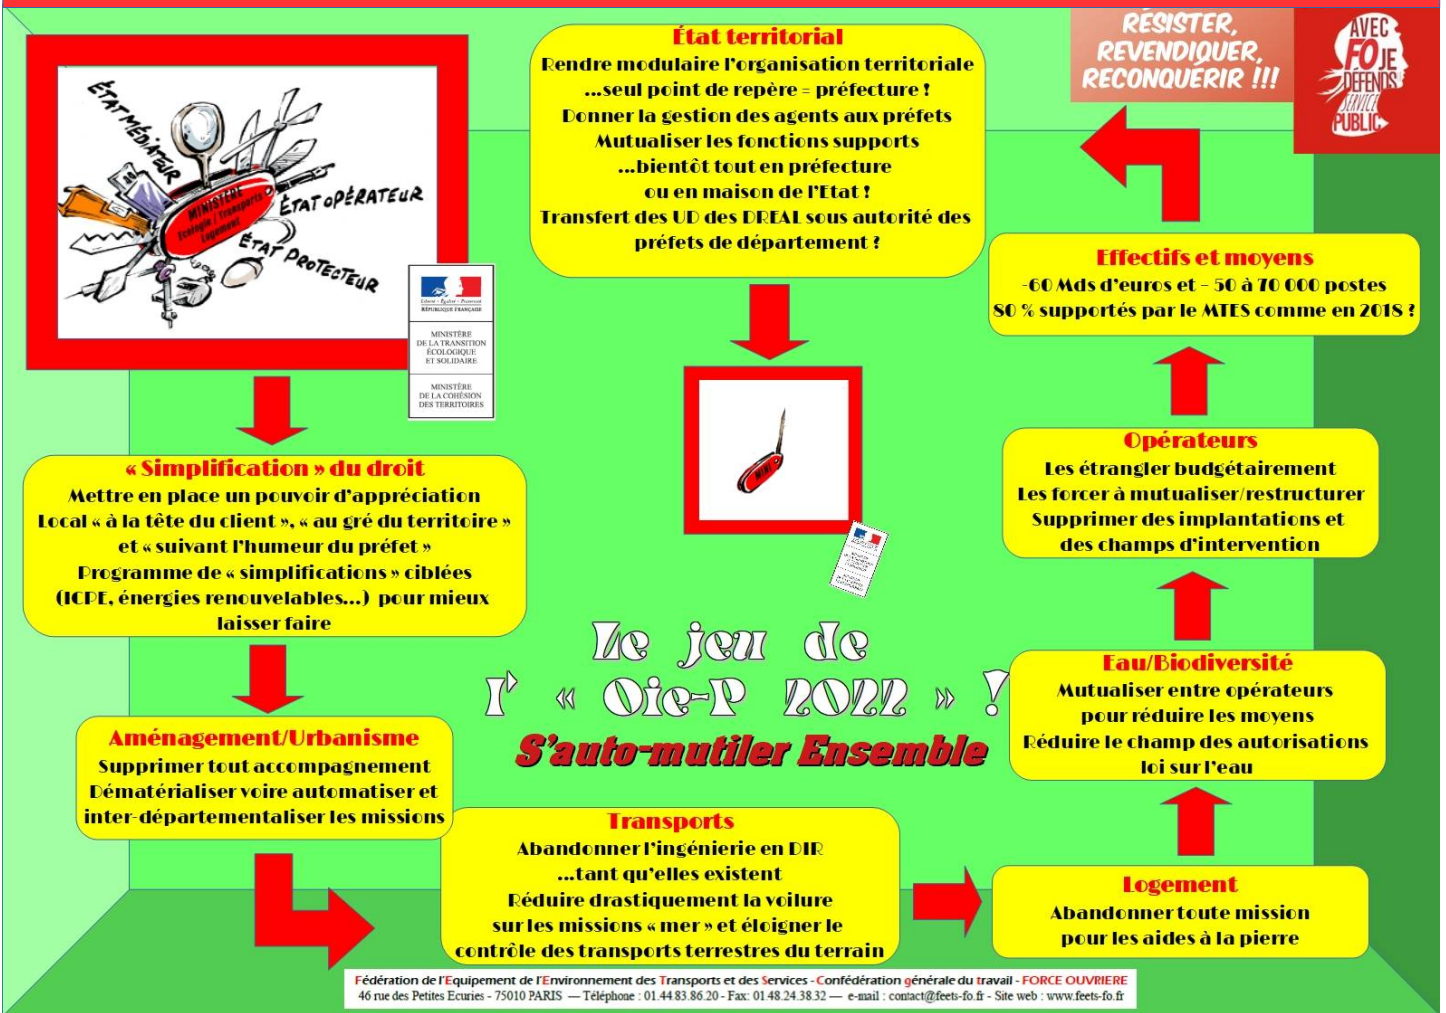 ÉTAT MÉDIATEUR
ÉTAT OPÉRATEUR
ÉTAT PROTECTEUR
MINISTÈRE
Ecologie / Transports
Logement
Liberté • Égalité • Fraternité
RÉPUBLIQUE FRANÇAISE
MINISTÈRE
DE LA TRANSITION
ÉCOLOGIQUE
ET SOLIDAIRE
MINISTÈRE
DE LA COHÉSION
DES TERRITOIRES
« Simplification » du droit
Mettre en place un pouvoir d'appréciation
Local « à la tête du client », « au gré du territoire »
et « suivant l'humeur du préfet »
Programme de « simplifications » ciblées
(ICPE, énergies renouvelables...) pour mieux
laisser faire
Aménagement/Urbanisme
Supprimer tout accompagnement
Dématérialiser voire automatiser et
inter-départementaliser les missions
Transports
Abandonner l'ingénierie en DIR
...tant qu'elles existent
Réduire drastiquement la voilure
sur les missions « mer » et éloigner le
contrôle des transports terrestres du terrain
Logement
Abandonner toute mission
pour les aides à la pierre
Eau/Biodiversité
Mutualiser entre opérateurs
pour réduire les moyens
Réduire le champ des autorisations
loi sur l'eau
Opérateurs
Les étrangler budgétairement
Les forcer à mutualiser/restructurer
Supprimer des implantations et
des champs d'intervention
Effectifs et moyens
-60 Mds d'euros et - 50 à 70 000 postes
80 % supportés par le MTES comme en 2018 ?
RÉSISTER,
REVENDIQUER,
RECONQUÉRIR !!!
AVEC
FO JE
DÉFENDS
SERVICE
PUBLIC
État territorial
Rendre modulaire l'organisation territoriale
...seul point de repère = préfecture !
Donner la gestion des agents aux préfets
Mutualiser les fonctions supports
...bientôt tout en préfecture
ou en maison de l'Etat !
Transfert des UD des DREAL sous autorité des
préfets de département ?
MINI
Le jeu de
l' « Oie-P 2022 » !
S'auto-mutiler Ensemble
Fédération de l'Equipement de l'Environnement des Transports et des Services - Confédération générale du travail - FORCE OUVRIERE
46 rue des Petites Ecuries - 75010 PARIS — Téléphone : 01.44.83.86.20 - Fax: 01.48.24.38.32 — e-mail : contact@feets-fo.fr - Site web : www.feets-fo.fr